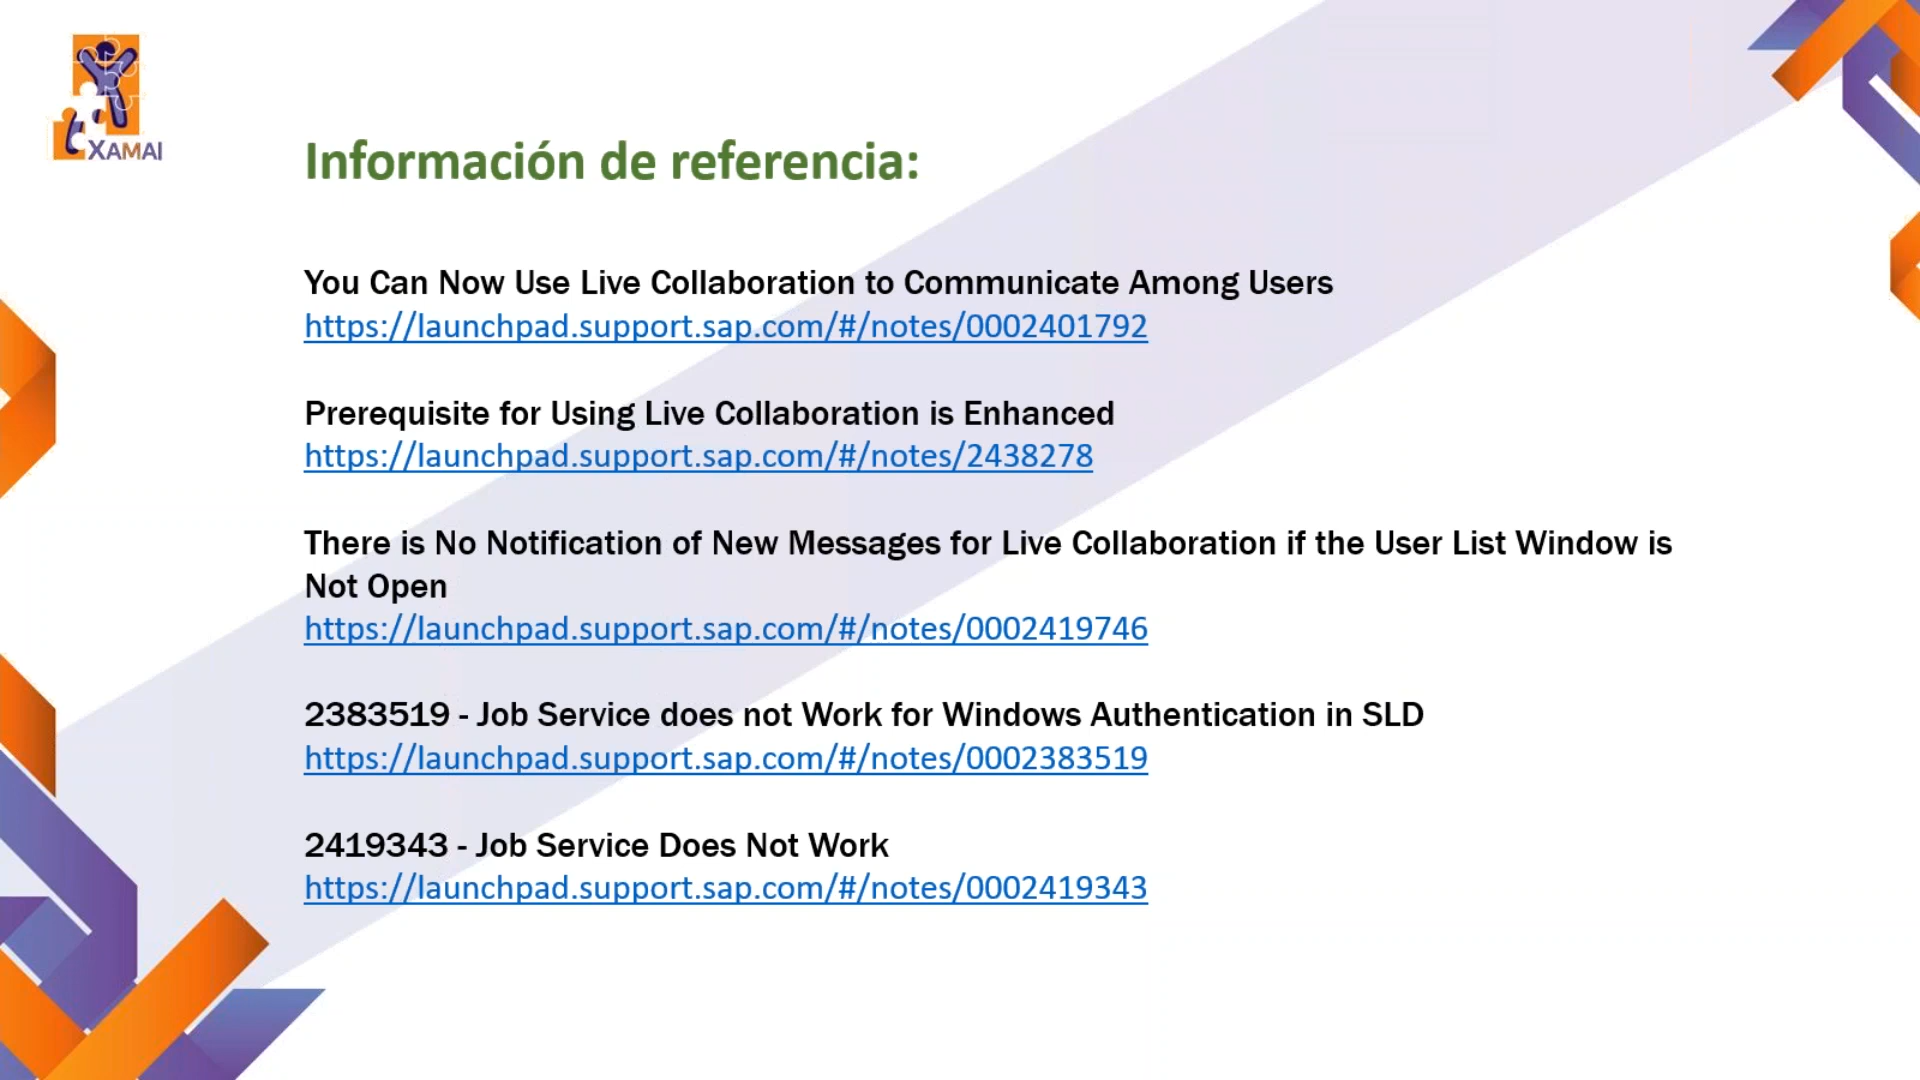 XAMAI
Información de referencia:
You Can Now Use Live Collaboration to Communicate Among Users
https://launchpad.support.sap.com/#/notes/0002401792
Prerequisite for Using Live Collaboration is Enhanced
https://launchpad.support.sap.com/#/notes/2438278
There is No Notification of New Messages for Live Collaboration if the User List Window is
Not Open
https://launchpad.support.sap.com/#/notes/0002419746
2383519 - Job Service does not Work for Windows Authentication in SLD
https://launchpad.support.sap.com/#/notes/0002383519
2419343 - Job Service Does Not Work
https://launchpad.support.sap.com/#/notes/0002419343